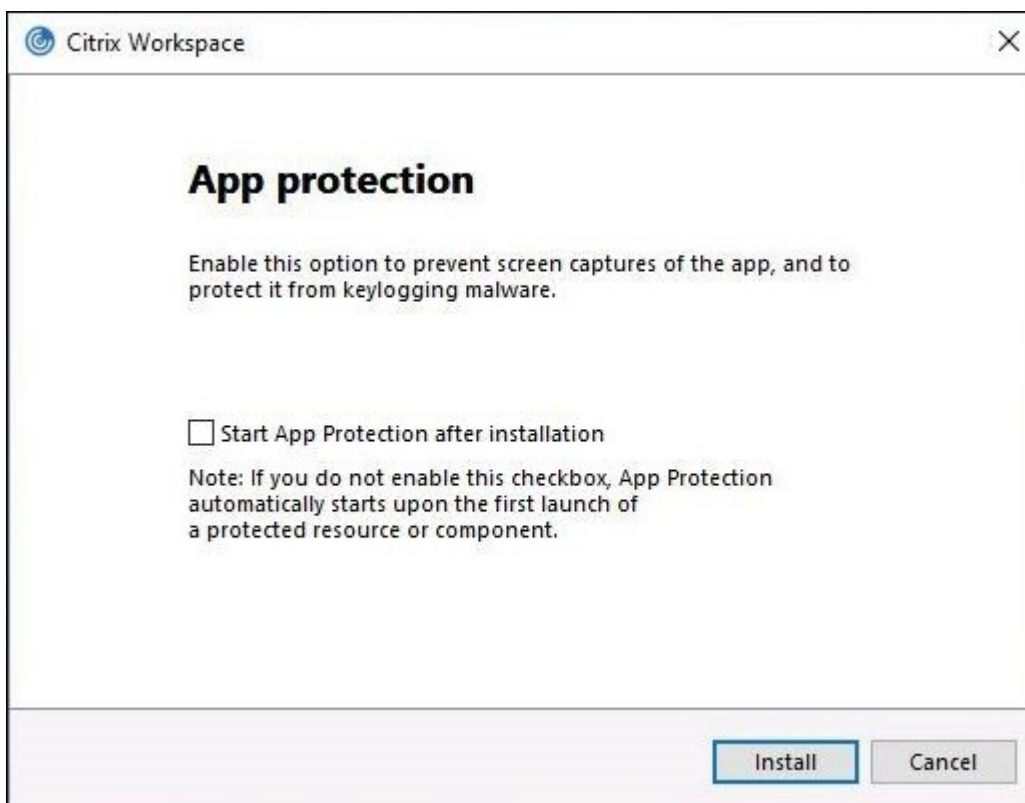 Citrix Workspace
App protection
Enable this option to prevent screen captures of the app, and to
protect it from keylogging malware.
Start App Protection after installation
Note: If you do not enable this checkbox, App Protection
automatically starts upon the first launch of
a protected resource or component.
Install
Cancel